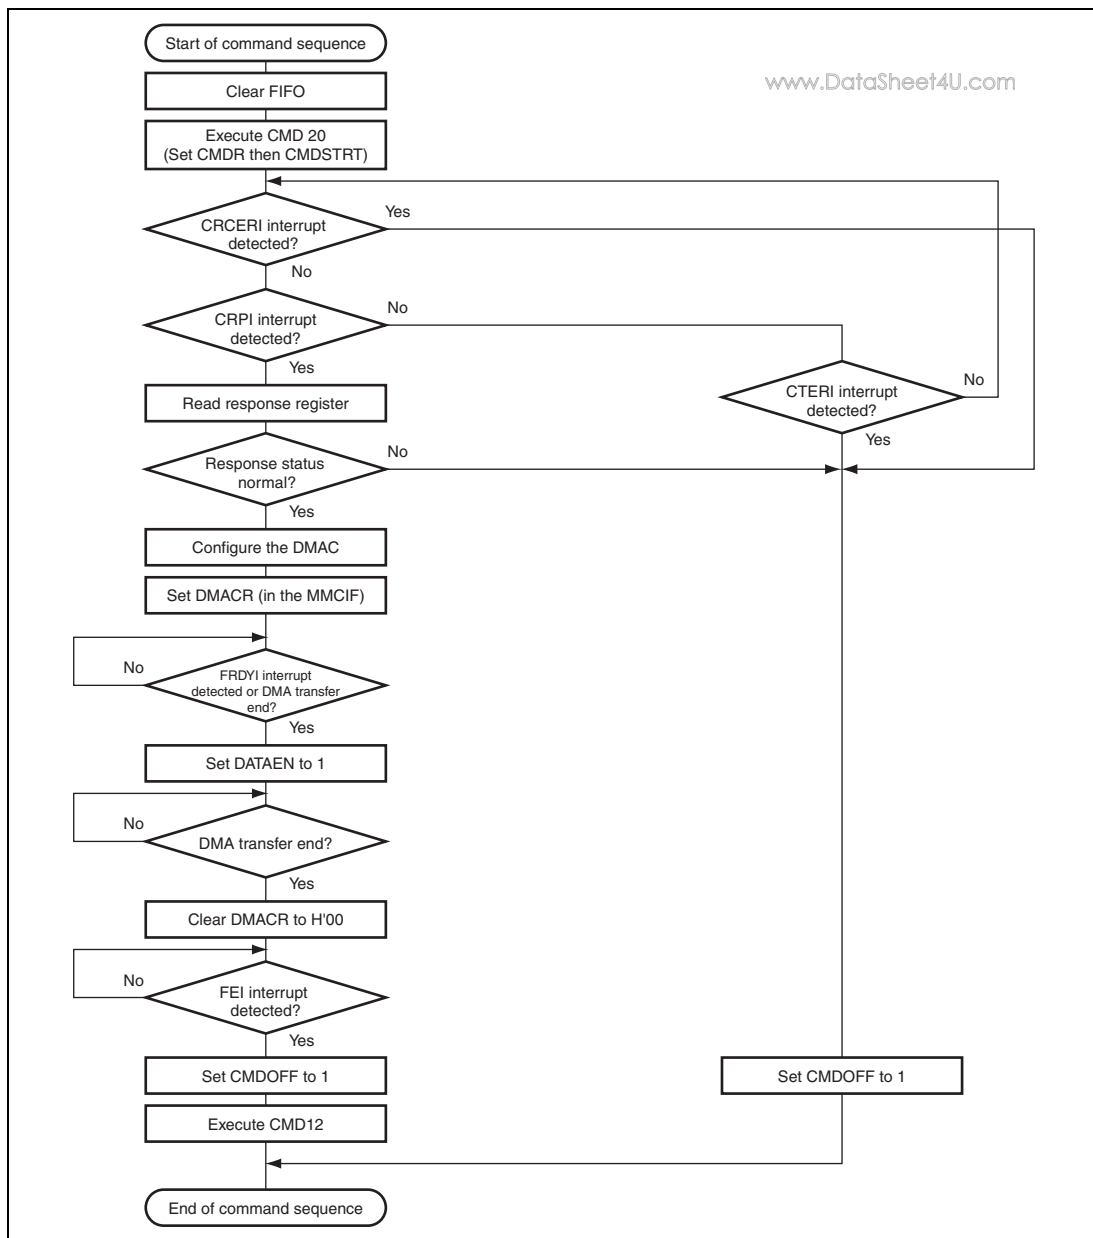 Start of command sequence
www.DataSheet4U.com
Clear FIFO
Execute CMD 20
(Set CMDR then CMDSTRT)
CRCERI interrupt
detected?
Yes
No
CRPI interrupt
detected?
No
Yes
CTERI interrupt
detected?
No
Yes
Read response register
Response status
normal?
No
Yes
Configure the DMAC
Set DMACR (in the MMCIF)
No
FRDYI interrupt
detected or DMA transfer
end?
Yes
Set DATAEN to 1
No
DMA transfer end?
Yes
Clear DMACR to H'00
No
FEI interrupt
detected?
Yes
Set CMDOFF to 1
Set CMDOFF to 1
Execute CMD12
End of command sequence